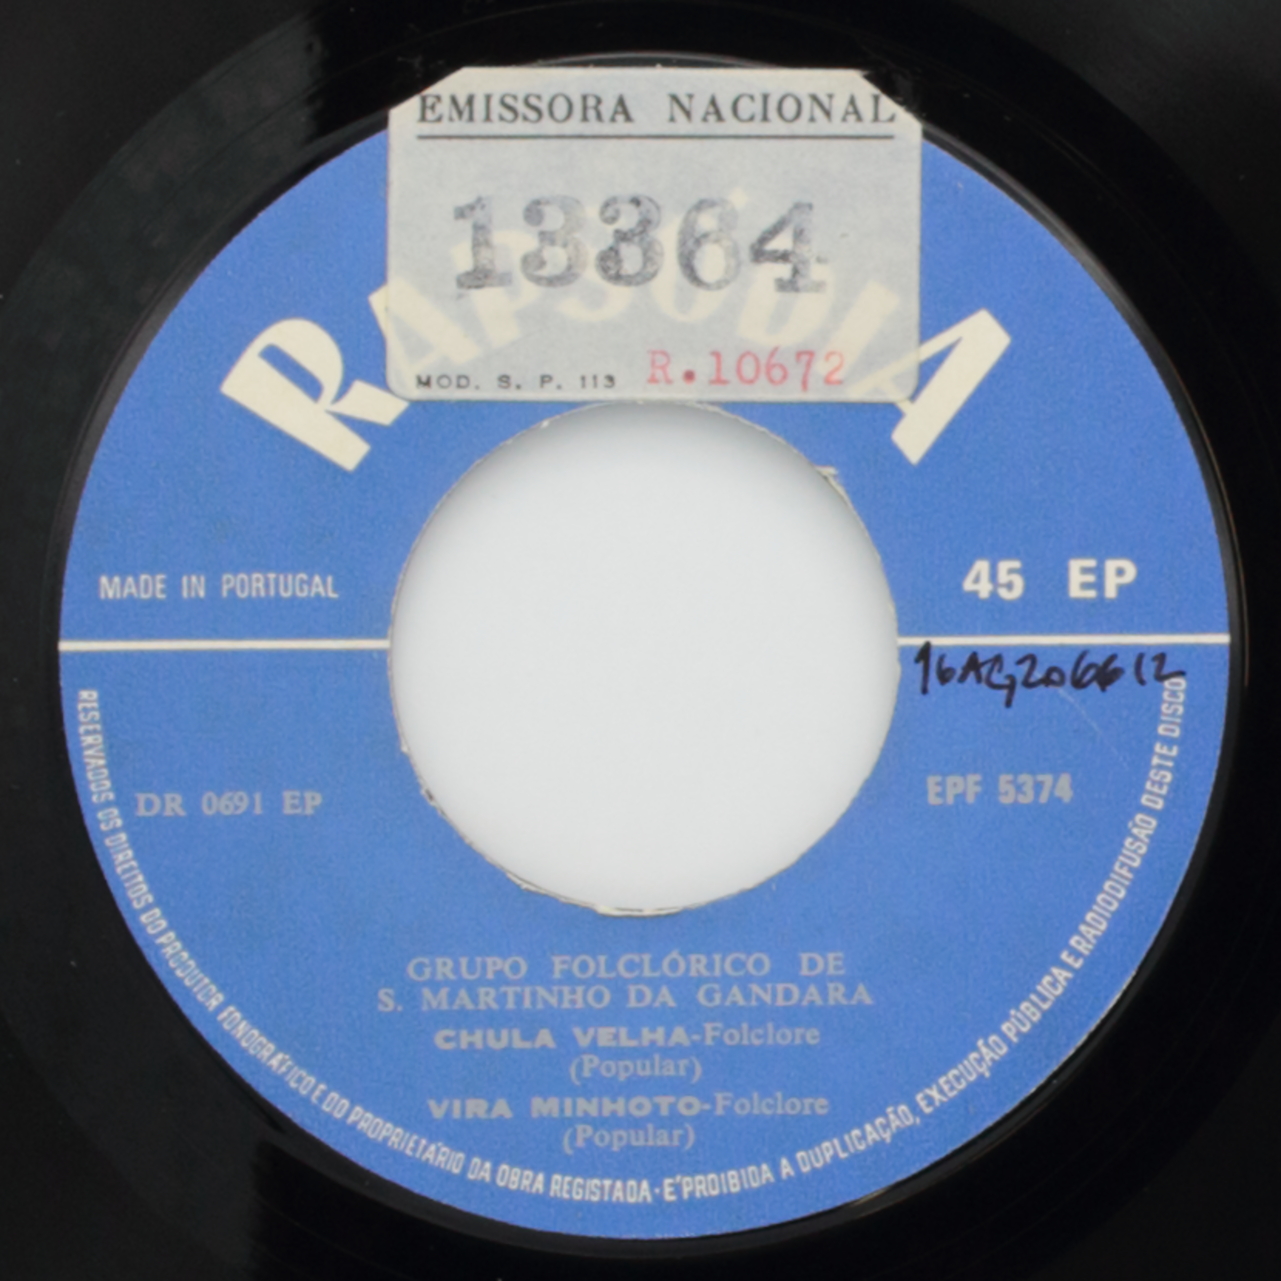 EMISSORA NACIONAL
13364
RAPSODIA
MOD. S. P. 113 R.10672
MADE IN PORTUGAL
45 EP
DR 0691 EP
EPF 5374
GRUPO FOLCLÓRICO DE
S. MARTINHO DA GANDARA
CHULA VELHA-Folclore
(Popular)
VIRA MINHOTO-Folclore
(Popular)
RESERVADOS OS DIREITOS DO PRODUTOR FONOGRÁFICO E DO PROPRIETÁRIO DA OBRA REGISTADA·E'PROIBIDA A DUPLICAÇÃO, EXECUÇÃO PÚBLICA E RADIODIFUSÃO DESTE DISCO